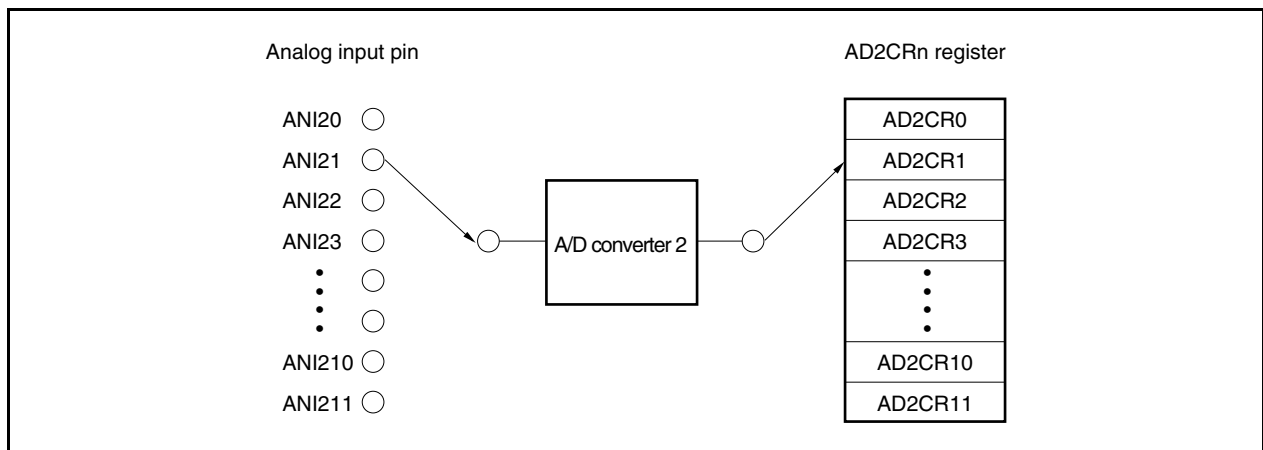 Analog input pin
AD2CRn register
ANI20
ANI21
ANI22
ANI23
ANI210
ANI211
A/D converter 2
AD2CR0
AD2CR1
AD2CR2
AD2CR3
AD2CR10
AD2CR11